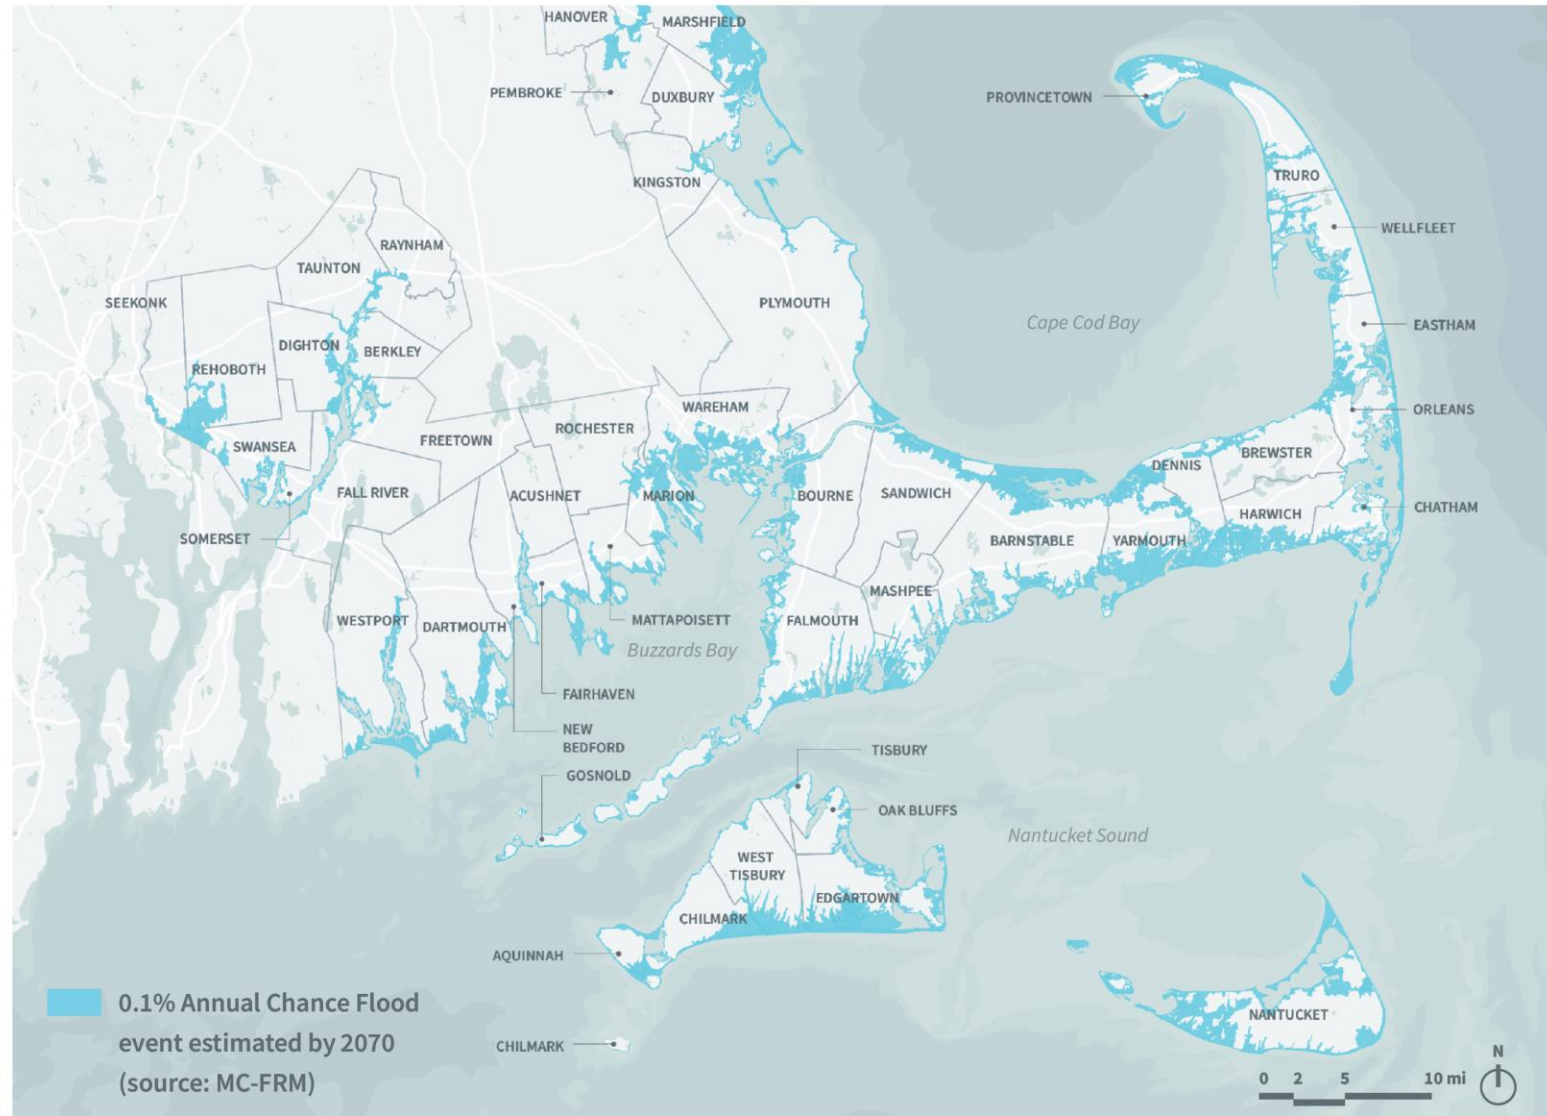 HANOVER
MARSHFIELD
PEMBROKE
DUXBURY
PROVINCETOWN
KINGSTON
TRURO
WELLFLEET
RAYNHAM
TAUNTON
SEEKONK
PLYMOUTH
Cape Cod Bay
EASTHAM
DIGHTON
BERKLEY
REHOBOTH
WAREHAM
ORLEANS
ROCHESTER
FREETOWN
SWANSEA
BREWSTER
DENNIS
FALL RIVER
ACUSHNET
MARION
BOURNE
SANDWICH
CHATHAM
HARWICH
SOMERSET
BARNSTABLE
YARMOUTH
MASHPEE
WESTPORT
DARTMOUTH
MATTAPOISETT
FALMOUTH
Buzzards Bay
FAIRHAVEN
NEW
BEDFORD
TISBURY
GOSNOLD
OAK BLUFFS
Nantucket Sound
WEST
TISBURY
EDGARTOWN
CHILMARK
AQUINNAH
NANTUCKET
CHILMARK
0.1% Annual Chance Flood
event estimated by 2070
(source: MC-FRM)
N
0 2 5 10 mi